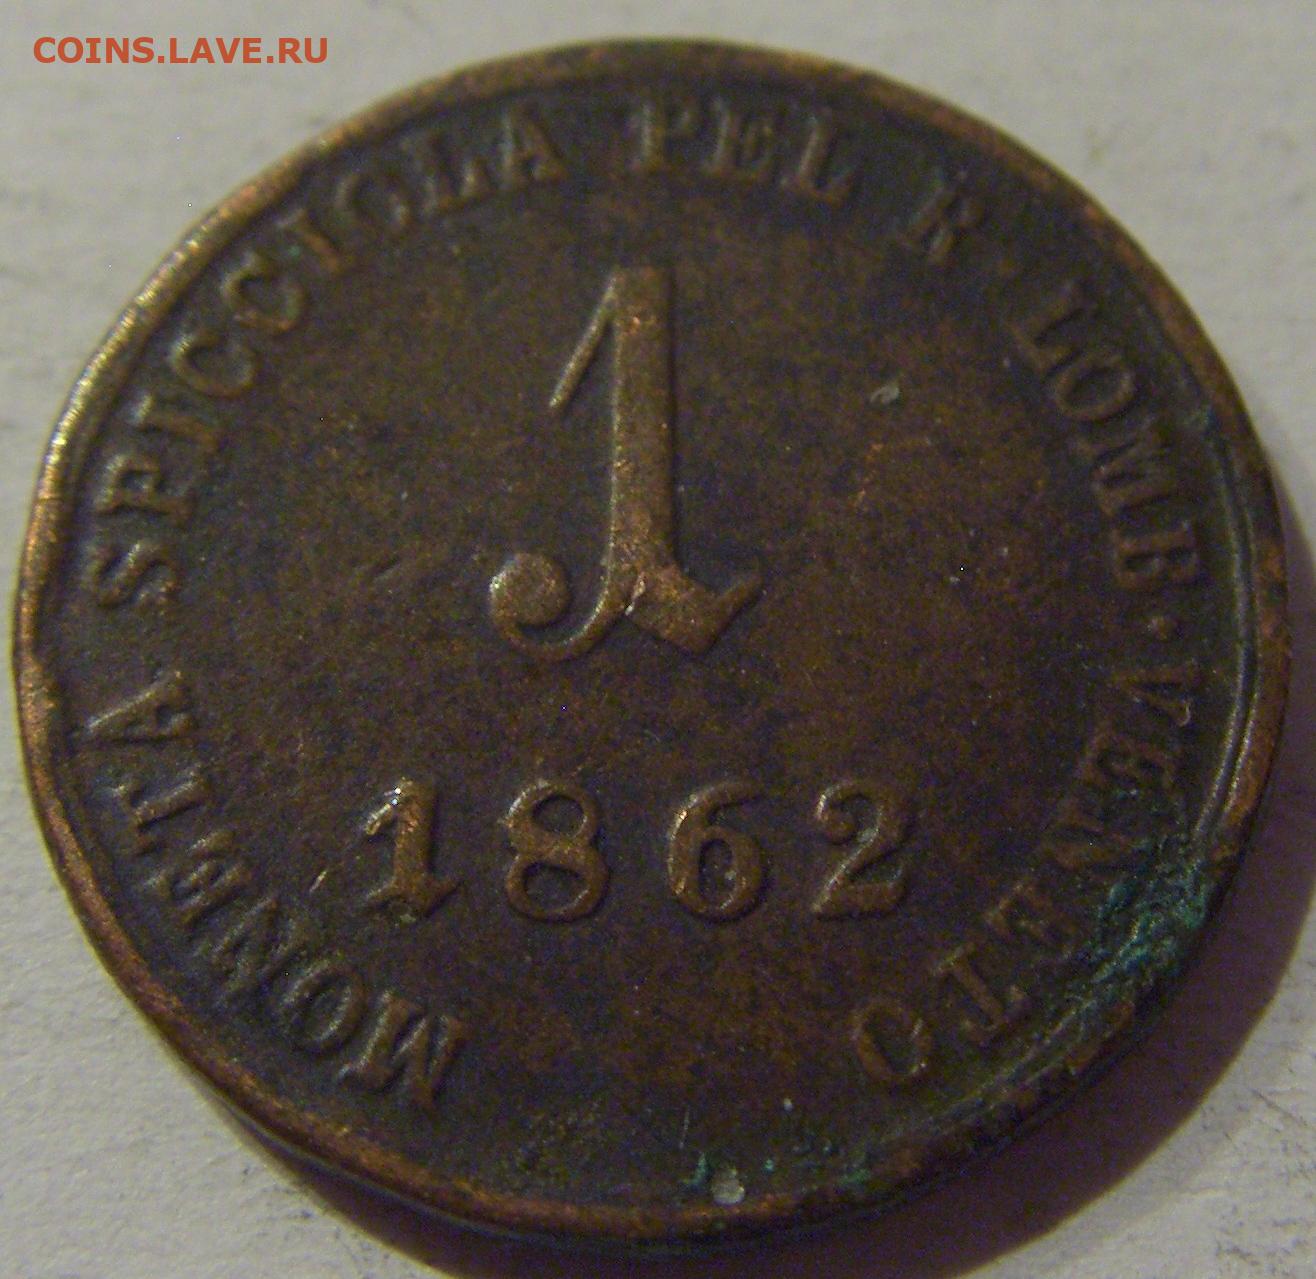 COINS.LAVE.RU
MONETA SPICCIOLA PEL R. LOMB. VENETO
1
1862